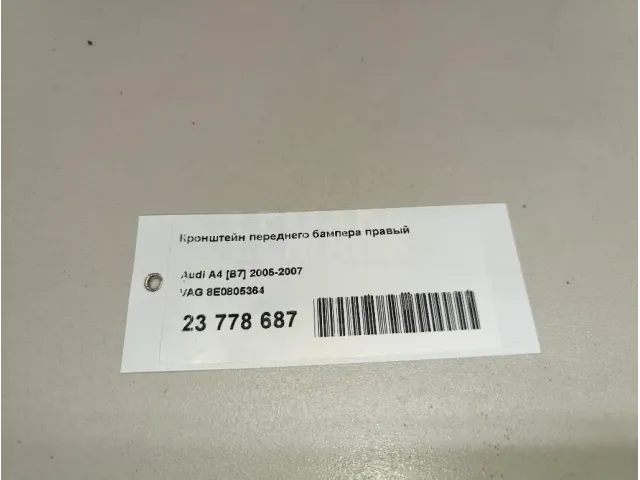 Кронштейн переднего бампера правый
Audi A4 [B7] 2005-2007
VAG 8E0805364
23 778 687